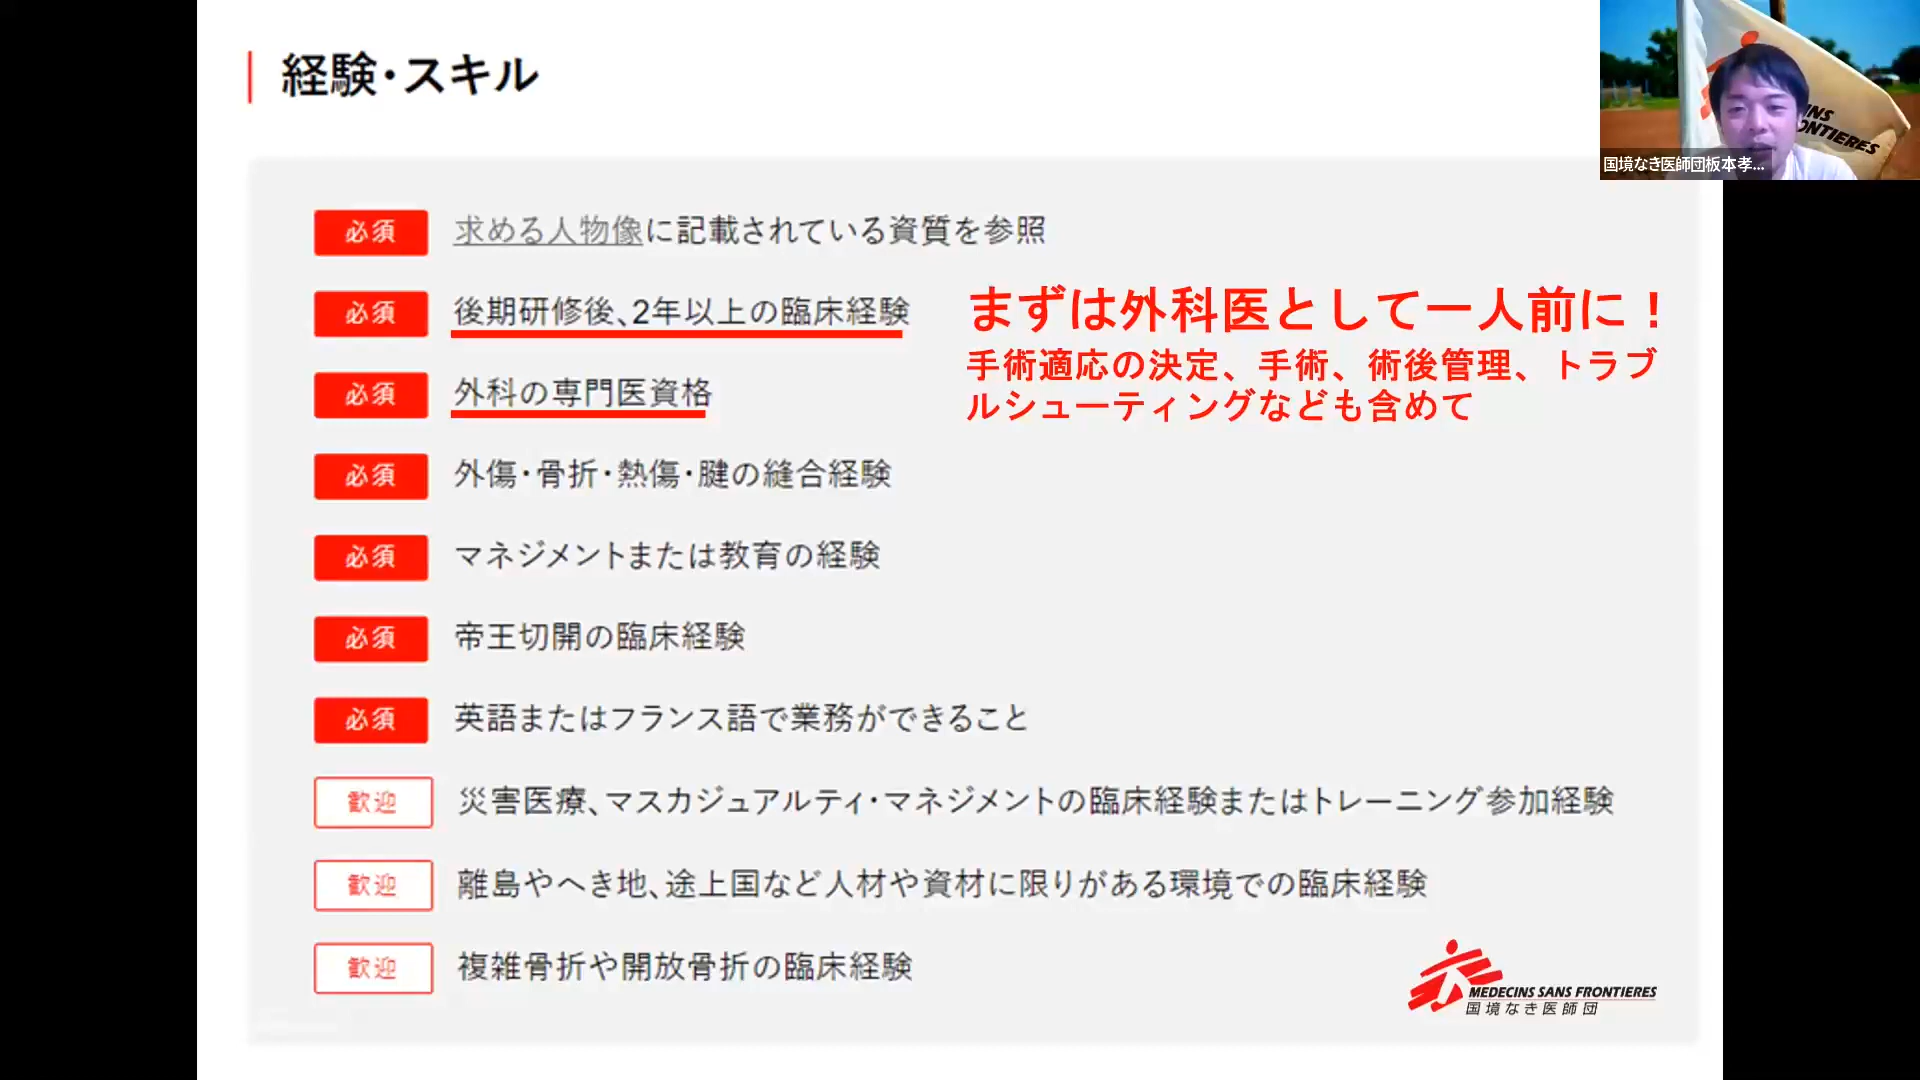 経験・スキル
必須 求める人物像に記載されている資質を参照
必須 後期研修後、2年以上の臨床経験
まずは外科医として一人前に！
手術適応の決定、手術、術後管理、トラブ
ルシューティングなども含めて
必須 外科の専門医資格
必須 外傷・骨折・熱傷・腱の縫合経験
必須 マネジメントまたは教育の経験
必須 帝王切開の臨床経験
必須 英語またはフランス語で業務ができること
歓迎 災害医療、マスカジュアルティ・マネジメントの臨床経験またはトレーニング参加経験
歓迎 離島やへき地、途上国など人材や資材に限りがある環境での臨床経験
歓迎 複雑骨折や開放骨折の臨床経験
MEDECINS SANS FRONTIERES
国境なき医師団
国境なき医師団板本孝...